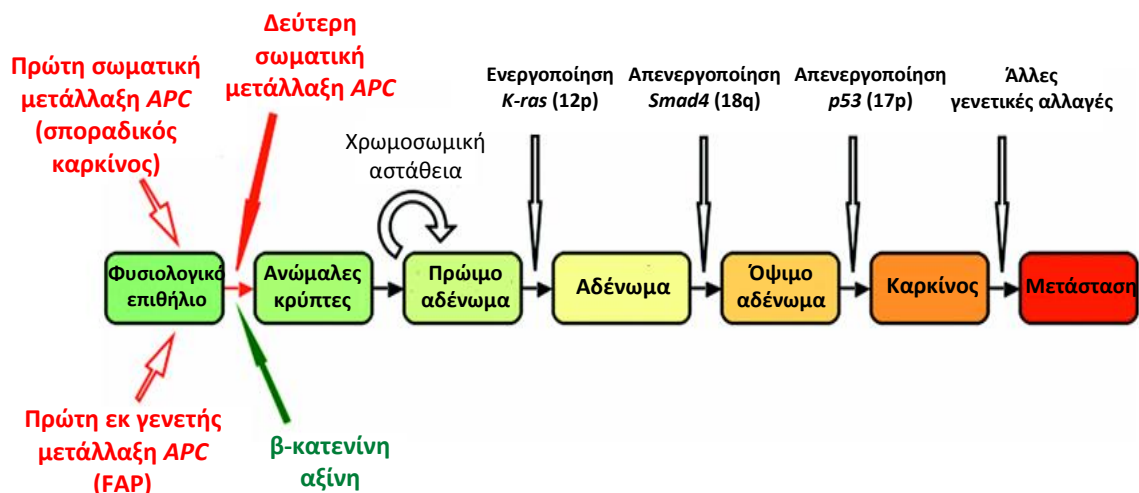 Πρώτη σωματική
μετάλλαξη APC
(σποραδικός
καρκίνος)
Δεύτερη
σωματική
μετάλλαξη APC
Χρωμοσωμική
αστάθεια
Ενεργοποίηση
K-ras (12p)
Απενεργοποίηση
Smad4 (18q)
Απενεργοποίηση
p53 (17p)
Άλλες
γενετικές αλλαγές
Φυσιολογικό
επιθήλιο
Ανώμαλες
κρύπτες
Πρώιμο
αδένωμα
Αδένωμα
Όψιμο
αδένωμα
Καρκίνος
Μετάσταση
Πρώτη εκ γενετής
μετάλλαξη APC
(FAP)
β-κατενίνη
αξίνη